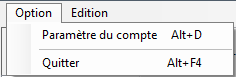 Option Edition
Paramètre du compte Alt+D
Quitter Alt+F4